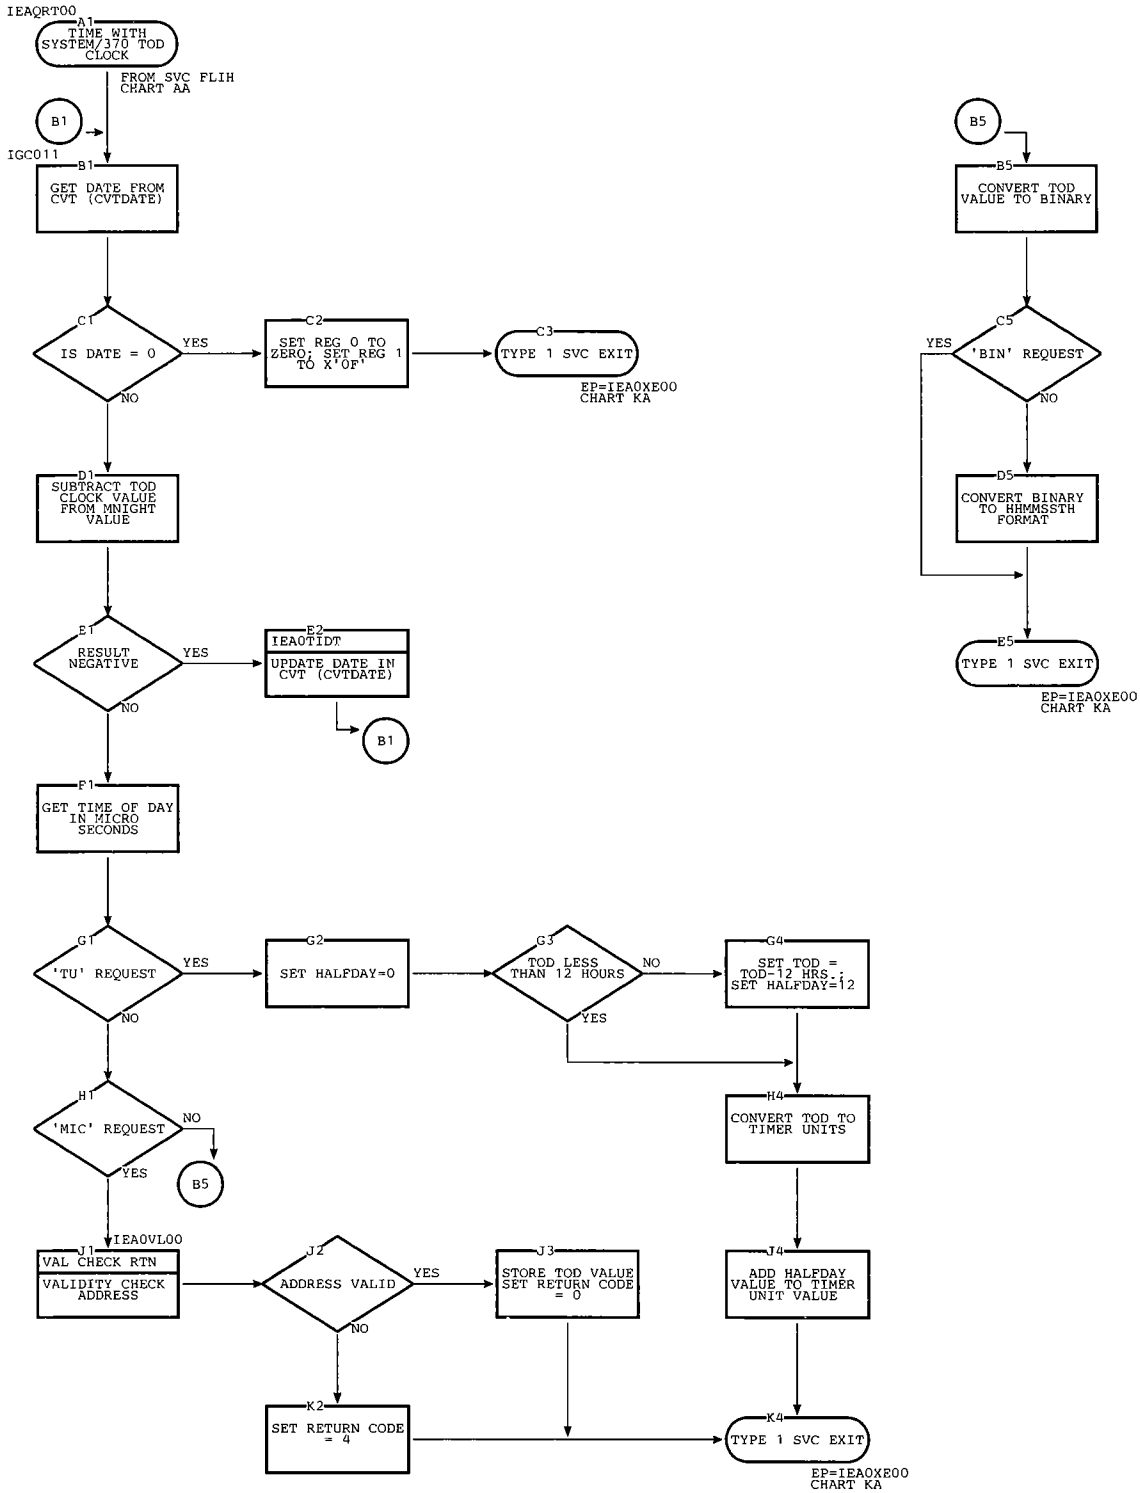 IEAQRT00
A1
TIME WITH
SYSTEM/370 TOD
CLOCK
FROM SVC FLIH
CHART AA
B1
B5
IGC011
B1
GET DATE FROM
CVT (CVTDATE)
B5
CONVERT TOD
VALUE TO BINARY
C1
IS DATE = 0
YES
NO
C2
SET REG 0 TO
ZERO; SET REG 1
TO X'0F'
C3
TYPE 1 SVC EXIT
EP=IEA0XE00
CHART KA
C5
'BIN' REQUEST
YES
NO
D1
SUBTRACT TOD
CLOCK VALUE
FROM MNIGHT
VALUE
D5
CONVERT BINARY
TO HHMMSSTH
FORMAT
E1
RESULT
NEGATIVE
YES
NO
E2
IEA0TIDT
UPDATE DATE IN
CVT (CVTDATE)
B1
E5
TYPE 1 SVC EXIT
EP=IEA0XE00
CHART KA
F1
GET TIME OF DAY
IN MICRO
SECONDS
G1
'TU' REQUEST
YES
NO
G2
SET HALFDAY=0
G3
TOD LESS
THAN 12 HOURS
NO
YES
G4
SET TOD =
TOD-12 HRS.;
SET HALFDAY=12
H1
'MIC' REQUEST
NO
YES
B5
H4
CONVERT TOD TO
TIMER UNITS
IEA0VL00
J1
VAL CHECK RTN
VALIDITY CHECK
ADDRESS
J2
ADDRESS VALID
YES
NO
J3
STORE TOD VALUE
SET RETURN CODE
= 0
J4
ADD HALFDAY
VALUE TO TIMER
UNIT VALUE
K2
SET RETURN CODE
= 4
K4
TYPE 1 SVC EXIT
EP=IEA0XE00
CHART KA